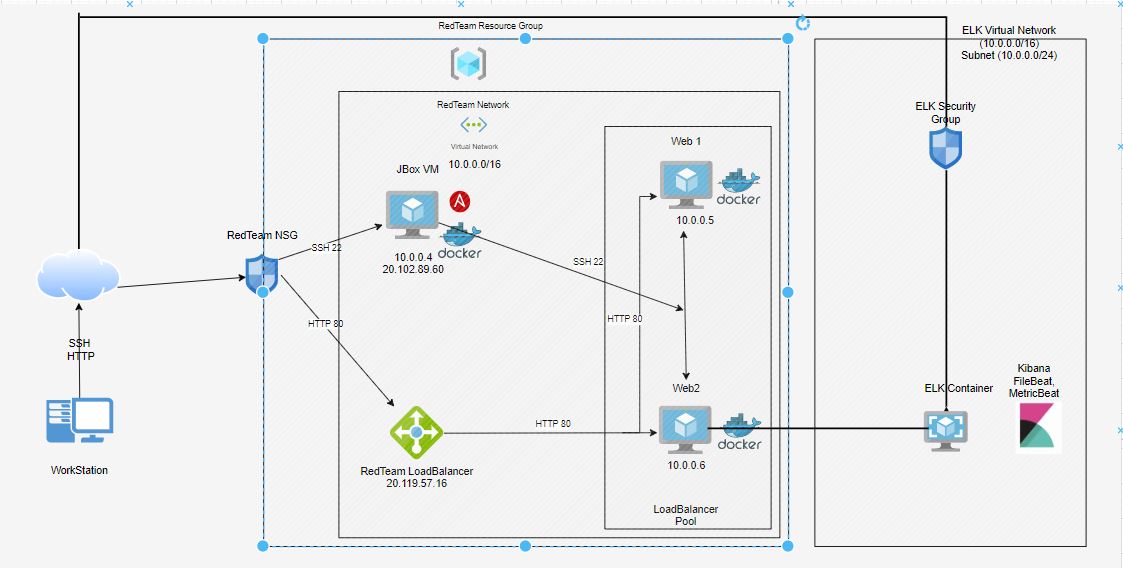 RedTeam Resource Group
ELK Virtual Network
(10.0.0.0/16)
Subnet (10.0.0.0/24)
RedTeam Network
Virtual Network
10.0.0.0/16
ELK Security
Group
Web 1
docker
10.0.0.5
JBox VM
A
docker
10.0.0.4
20.102.89.60
RedTeam NSG
SSH 22
SSH 22
HTTP 80
HTTP 80
SSH
HTTP
WorkStation
HTTP 80
RedTeam LoadBalancer
20.119.57.16
Web2
docker
10.0.0.6
LoadBalancer
Pool
ELK Container
Kibana
FileBeat,
MetricBeat